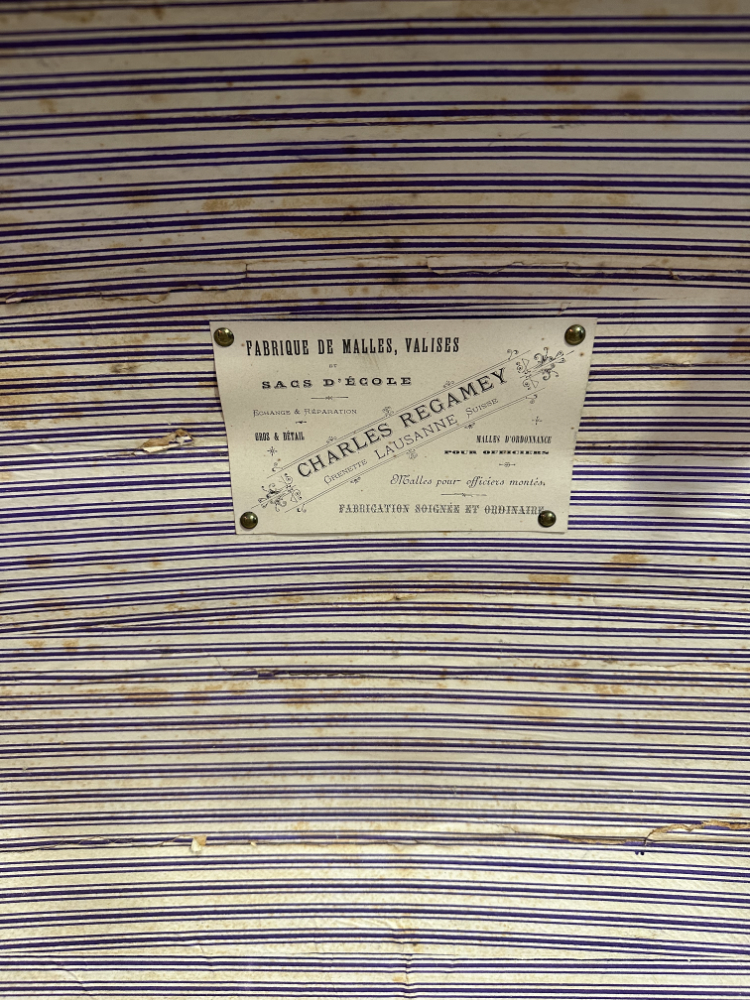 FABRIQUE DE MALLES, VALISES
ET
SACS D'ÉCOLE
ECHANGE & RÉPARATION
GROS & DÉTAIL
CHARLES REGAMEY
GRENETTE LAUSANNE SUISSE
MALLES D'ORDONNANCE
POUR OFFICIERS
Malles pour officiers montés.
FABRICATION SOIGNÉE ET ORDINAIRE